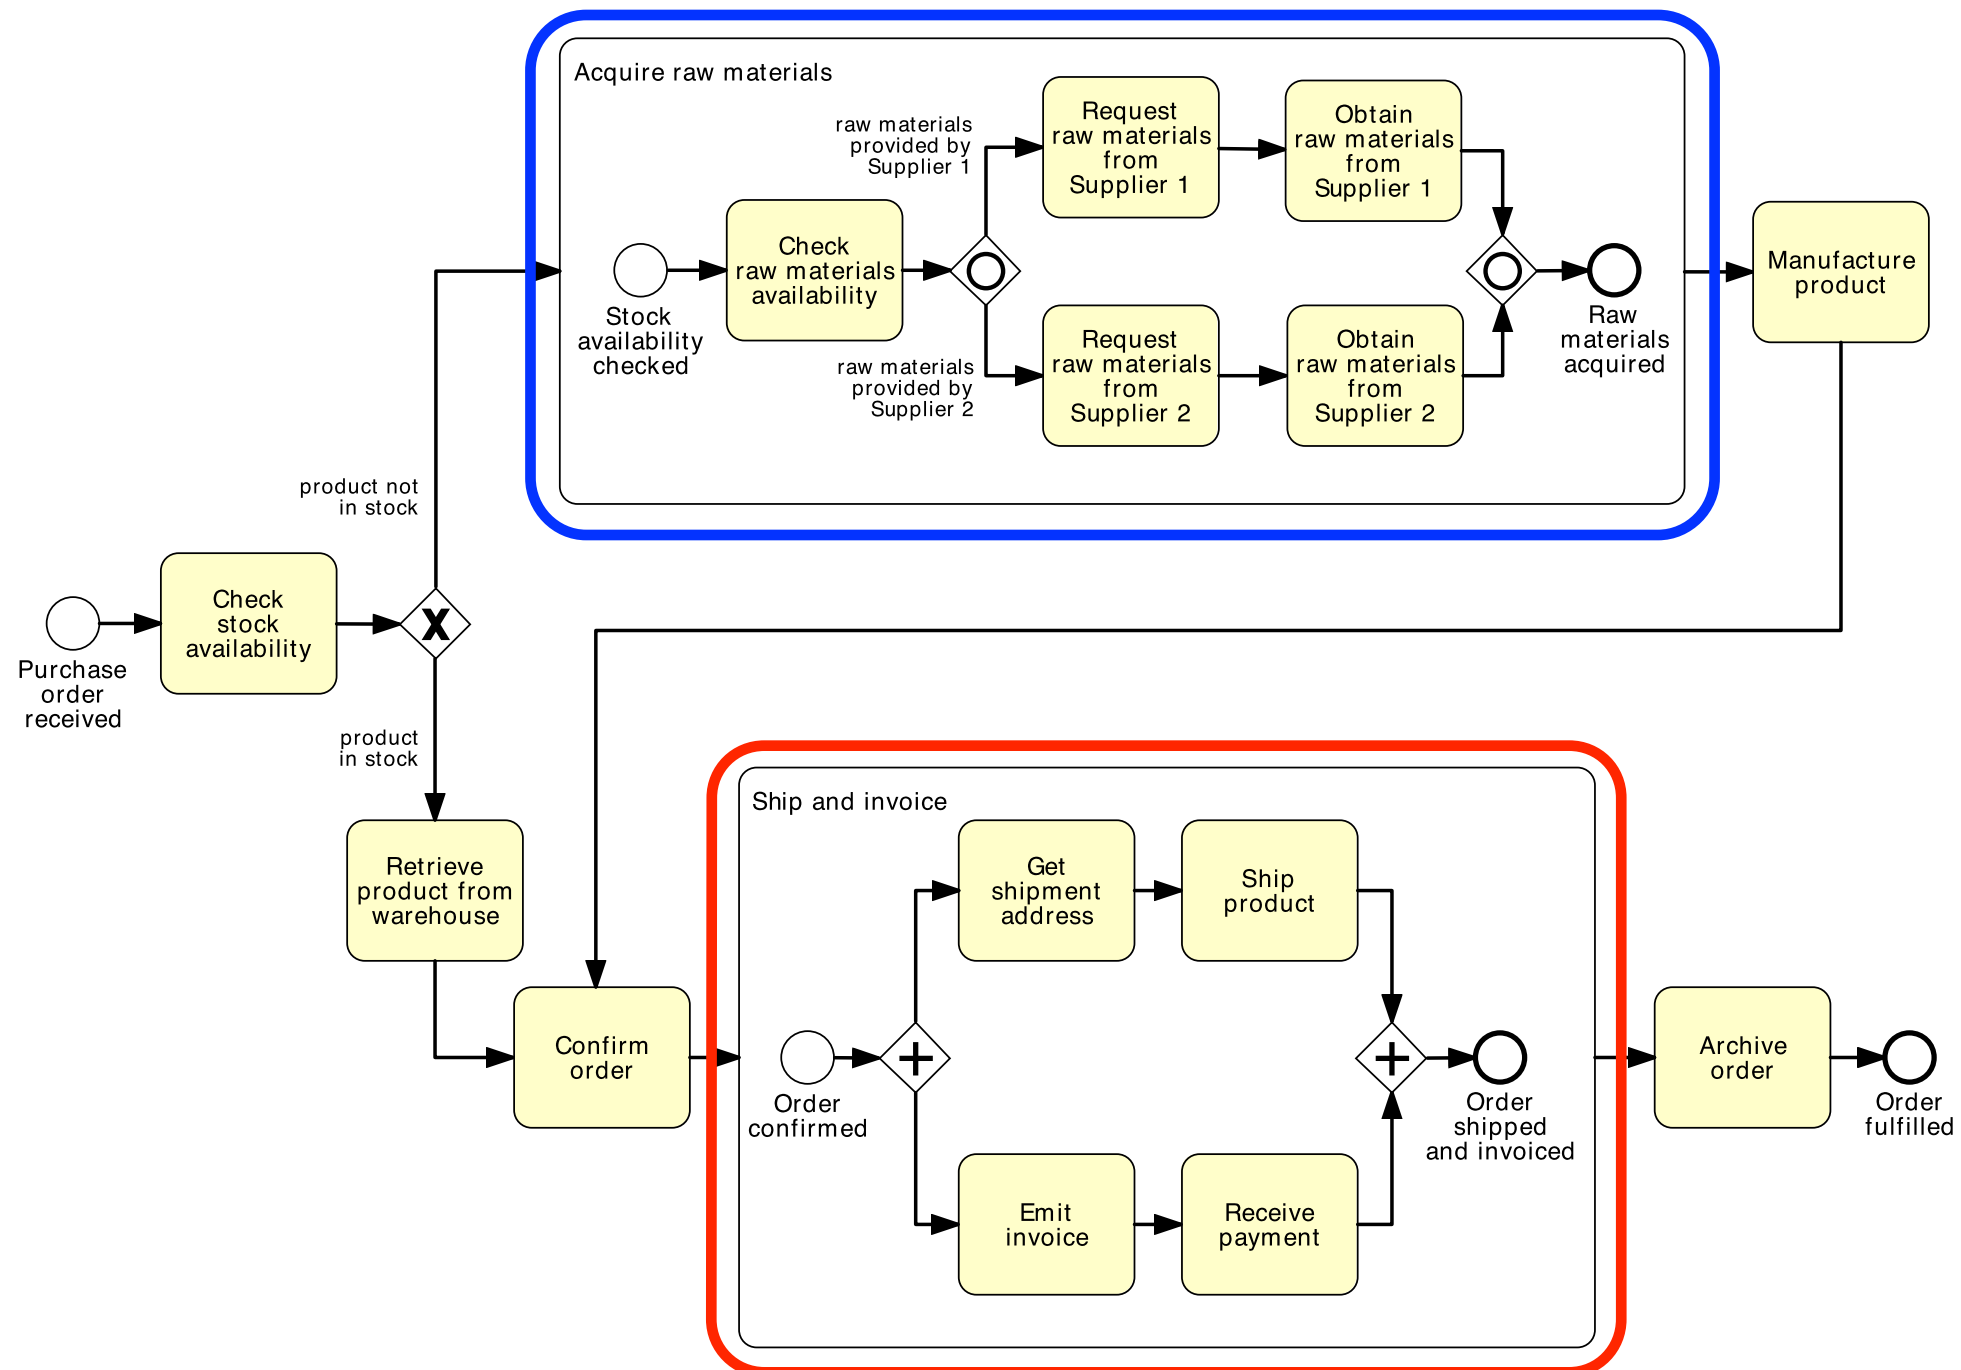 Acquire raw materials
raw materials
provided by
Supplier 1
Request
raw materials
from
Supplier 1
Obtain
raw materials
from
Supplier 1
Stock
availability
checked
Check
raw materials
availability
raw materials
provided by
Supplier 2
Request
raw materials
from
Supplier 2
Obtain
raw materials
from
Supplier 2
Raw
materials
acquired
Manufacture
product
product not
in stock
Purchase
order
received
Check
stock
availability
X
product
in stock
Retrieve
product from
warehouse
Confirm
order
Ship and invoice
Order
confirmed
Get
shipment
address
Ship
product
Emit
invoice
Receive
payment
Order
shipped
and invoiced
Archive
order
Order
fulfilled